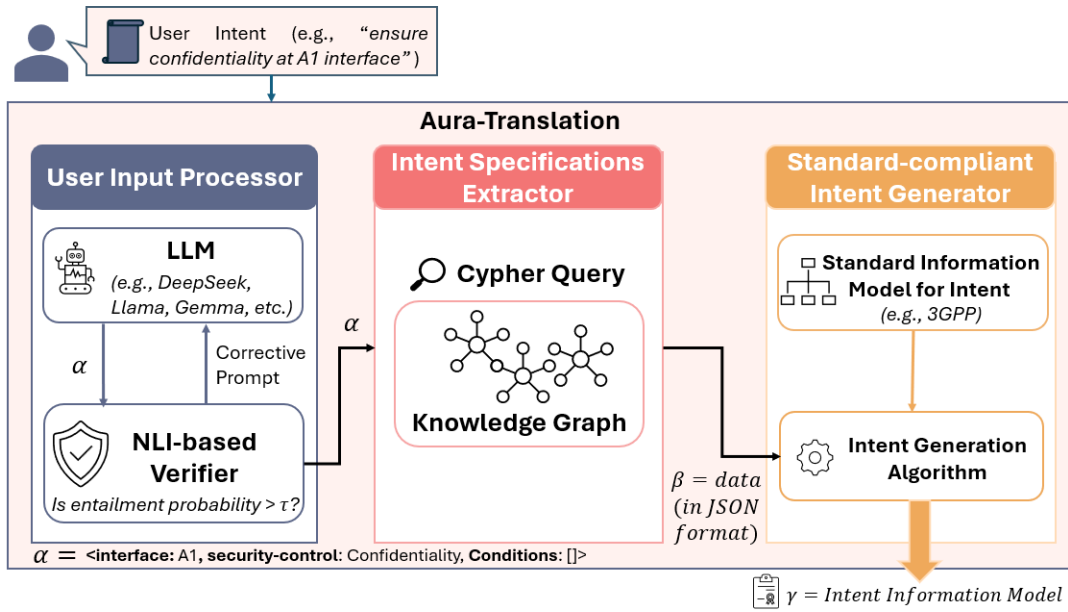 User Intent (e.g., “ensure
confidentiality at A1 interface” )
Aura-Translation
User Input Processor
LLM
(e.g., DeepSeek,
Llama, Gemma, etc.)
α
Corrective
Prompt
NLI-based
Verifier
Is entailment probability > τ?
α = <interface: A1, security-control: Confidentiality, Conditions: []>
α
Intent Specifications
Extractor
Cypher Query
Knowledge Graph
β = data
(in JSON
format)
Standard-compliant
Intent Generator
Standard Information
Model for Intent
(e.g., 3GPP)
Intent Generation
Algorithm
γ = Intent Information Model